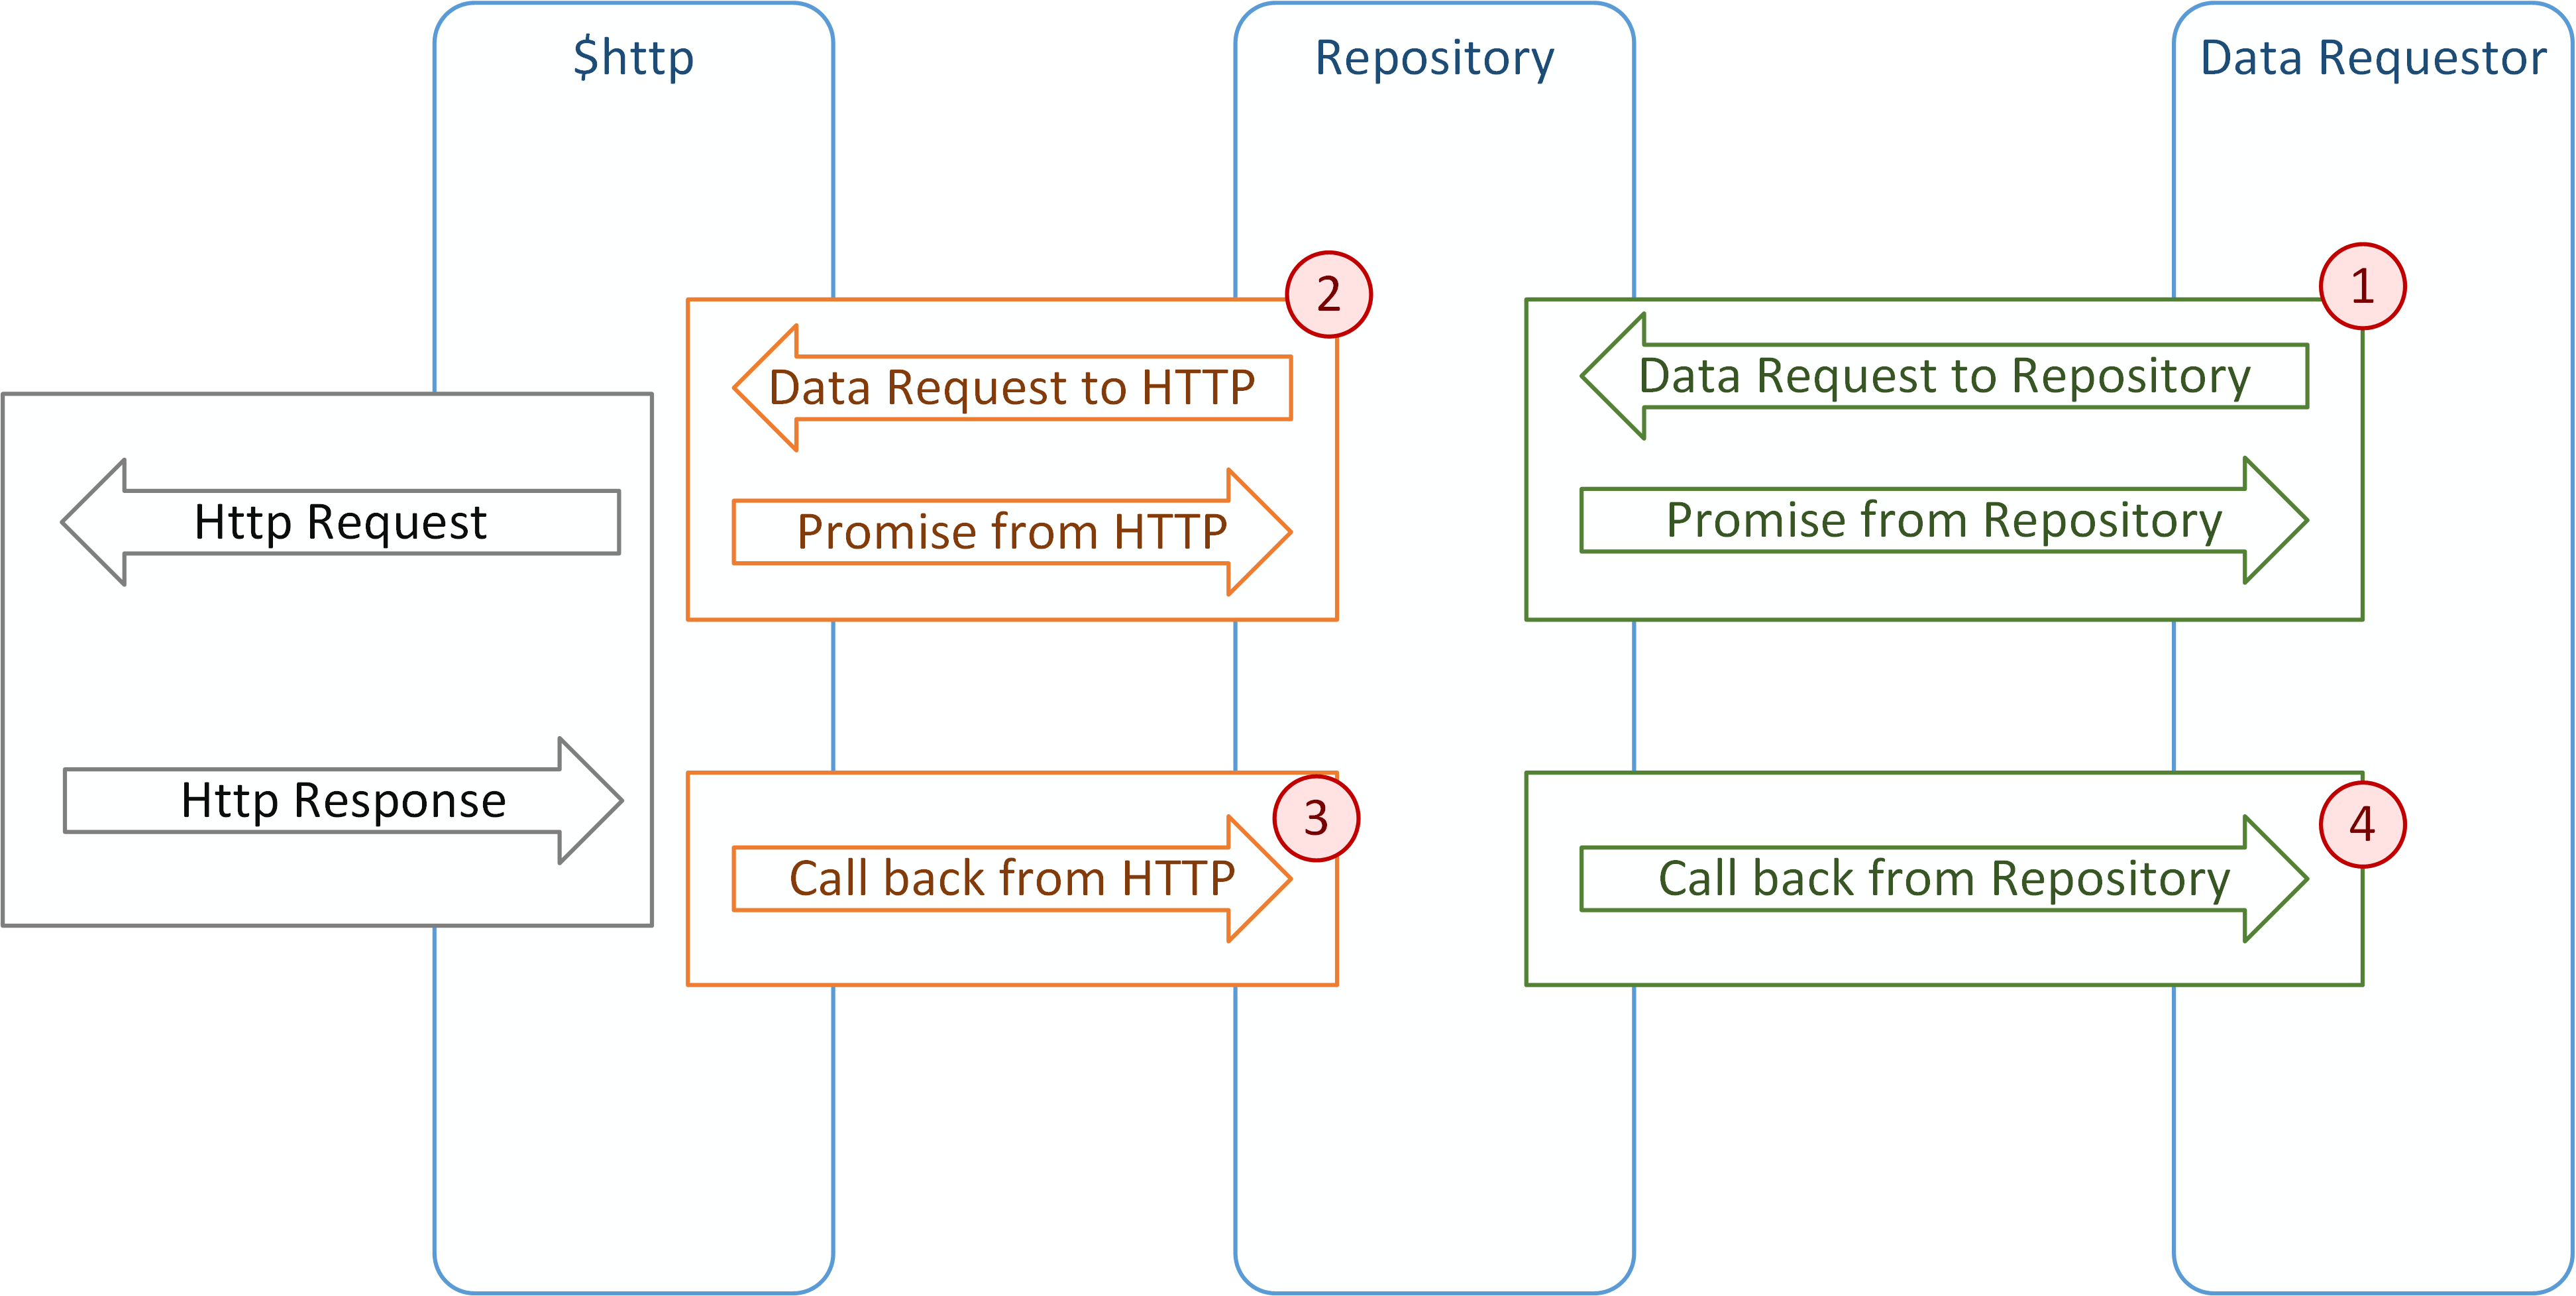 $http
Repository
Data Requestor
2
1
Data Request to HTTP
Data Request to Repository
Http Request
Promise from HTTP
Promise from Repository
Http Response
3
4
Call back from HTTP
Call back from Repository